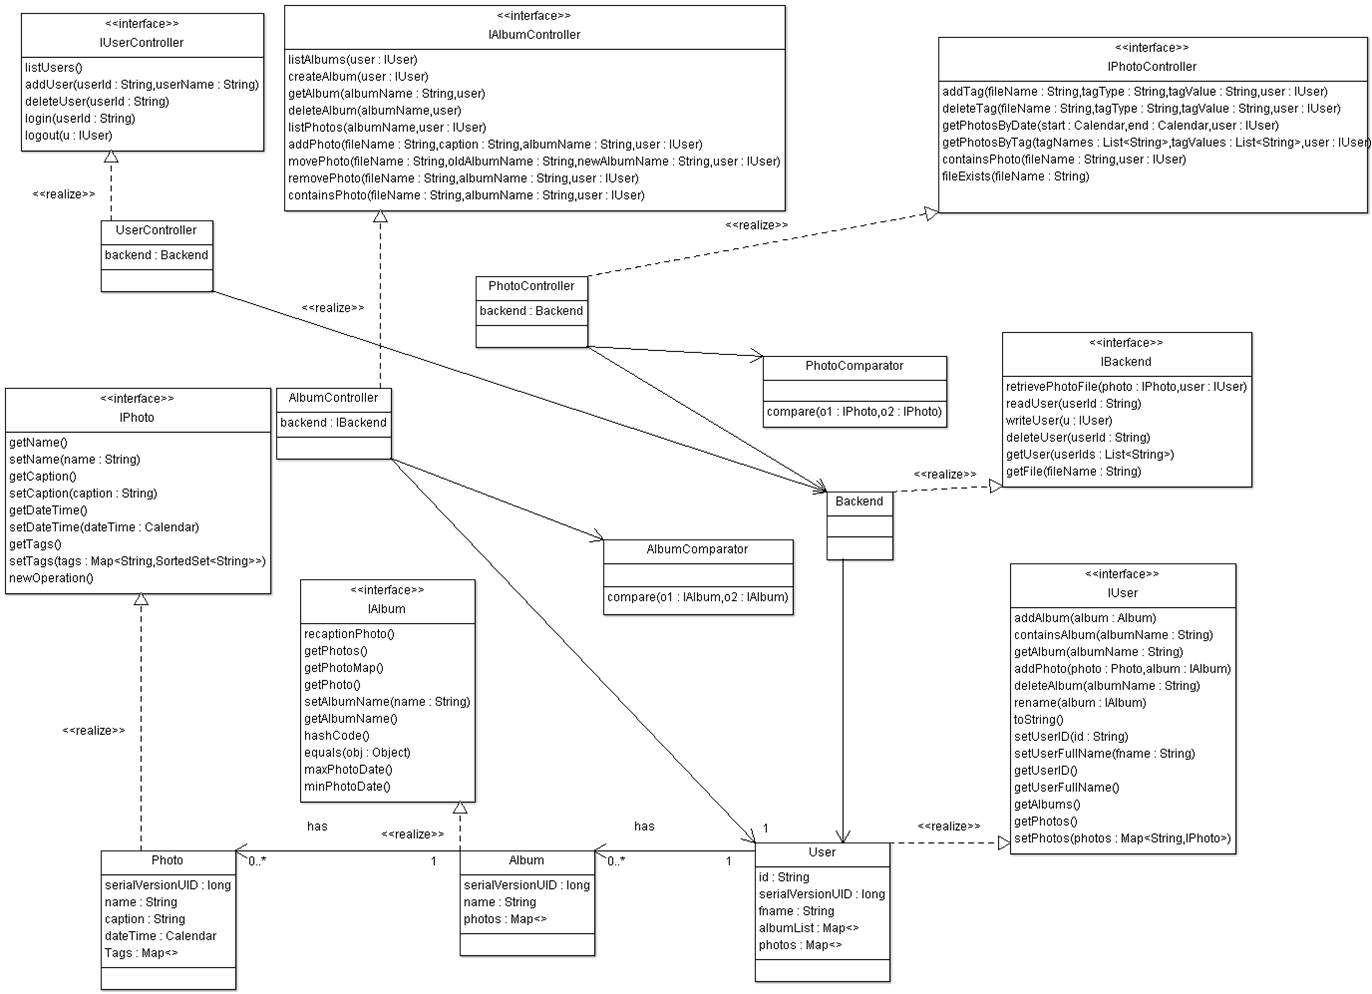 <<interface>>
IUserController
listUsers()
addUser(userId : String,userName : String)
deleteUser(userId : String)
login(userId : String)
logout(u : IUser)
<<interface>>
IAlbumController
listAlbums(user : IUser)
createAlbum(user : IUser)
getAlbum(albumName : String,user)
deleteAlbum(albumName,user)
listPhotos(albumName,user : IUser)
addPhoto(fileName : String,caption : String,albumName : String,user : IUser)
movePhoto(fileName : String,oldAlbumName : String,newAlbumName : String,user : IUser)
removePhoto(fileName : String,albumName : String,user : IUser)
containsPhoto(fileName : String,albumName : String,user : IUser)
<<interface>>
IPhotoController
addTag(fileName : String,tagType : String,tagValue : String,user : IUser)
deleteTag(fileName : String,tagType : String,tagValue : String,user : IUser)
getPhotosByDate(start : Calendar,end : Calendar,user : IUser)
getPhotosByTag(tagNames : List<String>,tagValues : List<String>,user : IUser)
containsPhoto(fileName : String,user : IUser)
fileExists(fileName : String)
<<realize>>
UserController
backend : Backend
<<realize>>
<<realize>>
PhotoController
backend : Backend
PhotoComparator
compare(o1 : IPhoto,o2 : IPhoto)
<<interface>>
IBackend
retrievePhotoFile(photo : IPhoto,user : IUser)
readUser(userId : String)
writeUser(u : IUser)
deleteUser(userId : String)
getUser(userIds : List<String>)
getFile(fileName : String)
<<interface>>
IPhoto
getName()
setName(name : String)
getCaption()
setCaption(caption : String)
getDateTime()
setDateTime(dateTime : Calendar)
getTags()
setTags(tags : Map<String,SortedSet<String>>)
newOperation()
AlbumController
backend : IBackend
<<realize>>
Backend
AlbumComparator
compare(o1 : IAlbum,o2 : IAlbum)
<<interface>>
IAlbum
recaptionPhoto()
getPhotos()
getPhotoMap()
getPhoto()
setAlbumName(name : String)
getAlbumName()
hashCode()
equals(obj : Object)
maxPhotoDate()
minPhotoDate()
<<interface>>
IUser
addAlbum(album : Album)
containsAlbum(albumName : String)
getAlbum(albumName : String)
addPhoto(photo : Photo,album : IAlbum)
deleteAlbum(albumName : String)
rename(album : IAlbum)
toString()
setUserID(id : String)
setUserFullName(fname : String)
getUserID()
getUserFullName()
getAlbums()
getPhotos()
setPhotos(photos : Map<String,IPhoto>)
<<realize>>
has
<<realize>>
has
1
<<realize>>
Photo
serialVersionUID : long
name : String
caption : String
dateTime : Calendar
Tags : Map<>
0..*
1
Album
serialVersionUID : long
name : String
photos : Map<>
0..*
1
User
id : String
serialVersionUID : long
fname : String
albumList : Map<>
photos : Map<>